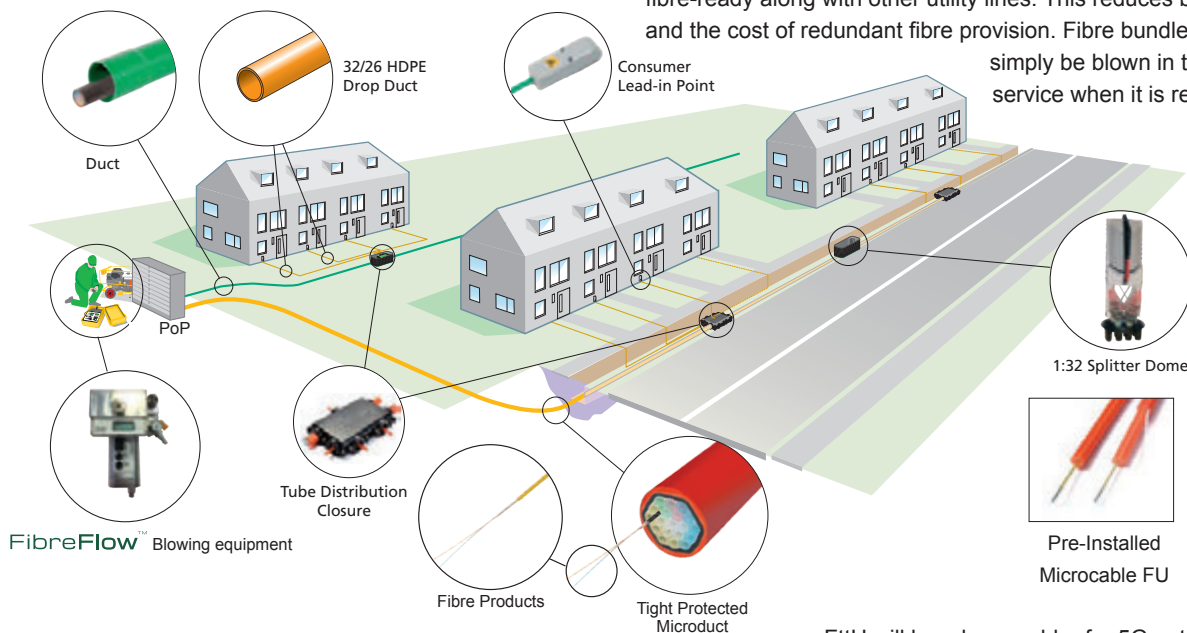 fibre-ready along with other utility lines. This reduces
and the cost of redundant fibre provision. Fibre bundle
simply be blown in
service when it is
32/26 HDPE
Drop Duct
Consumer
Lead-in Point
Duct
PoP
1:32 Splitter Dome
Tube Distribution
Closure
FibreFlow™ Blowing equipment
Fibre Products
Tight Protected
Microduct
Pre-Installed
Microcable FU